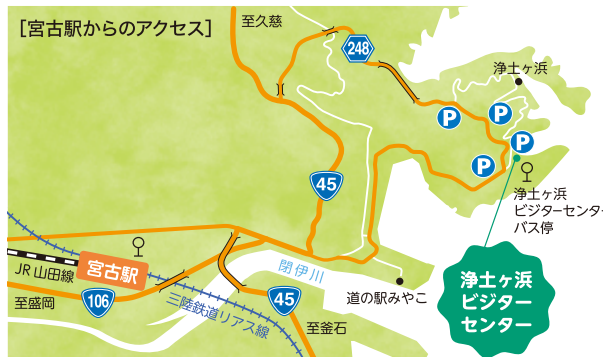 [宮古駅からのアクセス]
至久慈
248
浄土ヶ浜
P
P
P
P
45
浄土ヶ浜
ビジターセンター
バス停
閉伊川
JR山田線
宮古駅
浄土ヶ浜
ビジター
センター
道の駅みやこ
至盛岡
106
三陸鉄道リアス線
45
至釜石